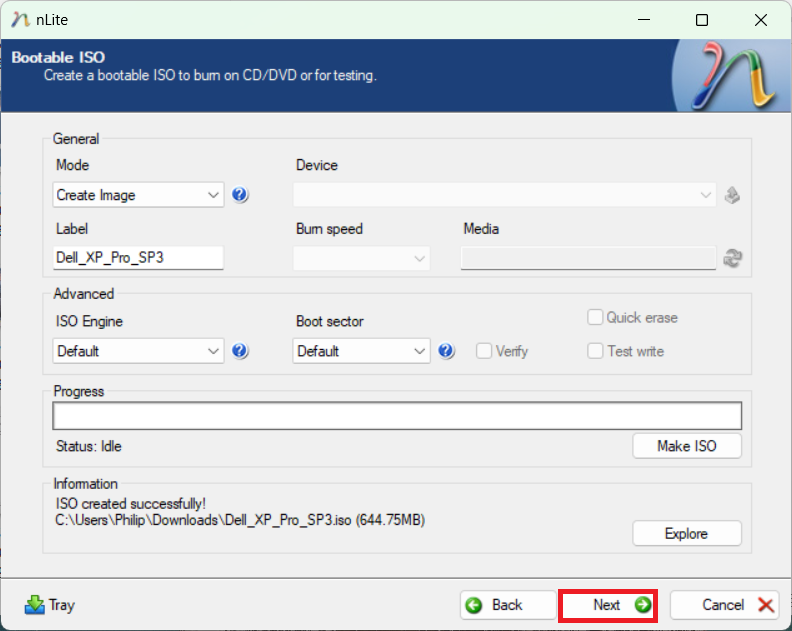 nLite
Bootable ISO
Create a bootable ISO to burn on CD/DVD or for testing.
General
Mode
Device
Create Image
Label
Burn speed
Media
Dell_XP_Pro_SP3
Advanced
ISO Engine
Boot sector
Quick erase
Default
Default
Verify
Test write
Progress
Status: Idle
Make ISO
Information
ISO created successfully!
C:\Users\Philip\Downloads\Dell_XP_Pro_SP3.iso (644.75MB)
Explore
Tray
Back
Next
Cancel